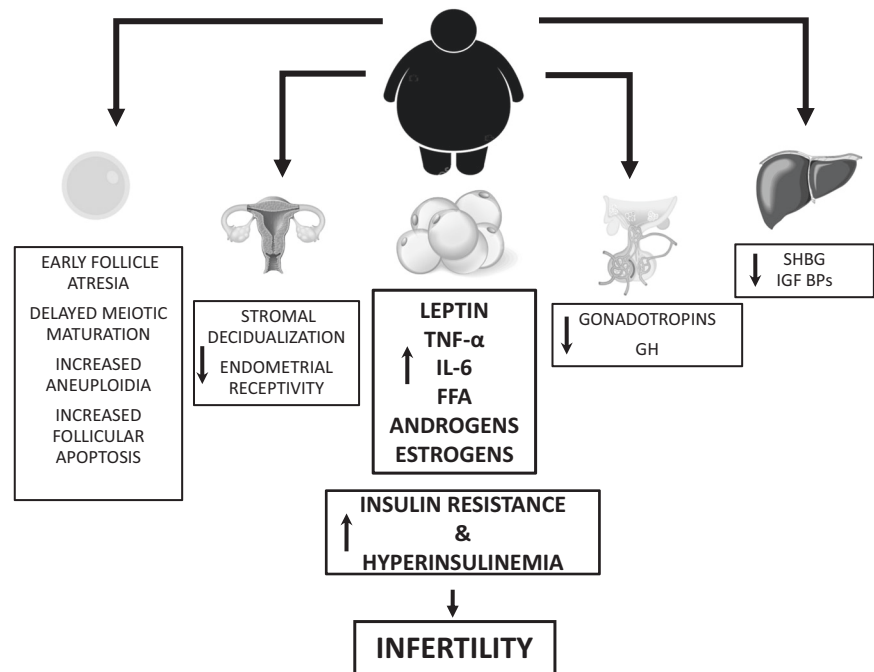 EARLY FOLLICLE
ATRESIA
DELAYED MEIOTIC
MATURATION
INCREASED
ANEUPLOIDIA
INCREASED
FOLLICULAR
APOPTOSIS
STROMAL
DECIDUALIZATION
ENDOMETRIAL
RECEPTIVITY
LEPTIN
TNF-α
IL-6
FFA
ANDROGENS
ESTROGENS
GONADOTROPINS
GH
SHBG
IGF BPs
INSULIN RESISTANCE
&
HYPERINSULINEMIA
INFERTILITY